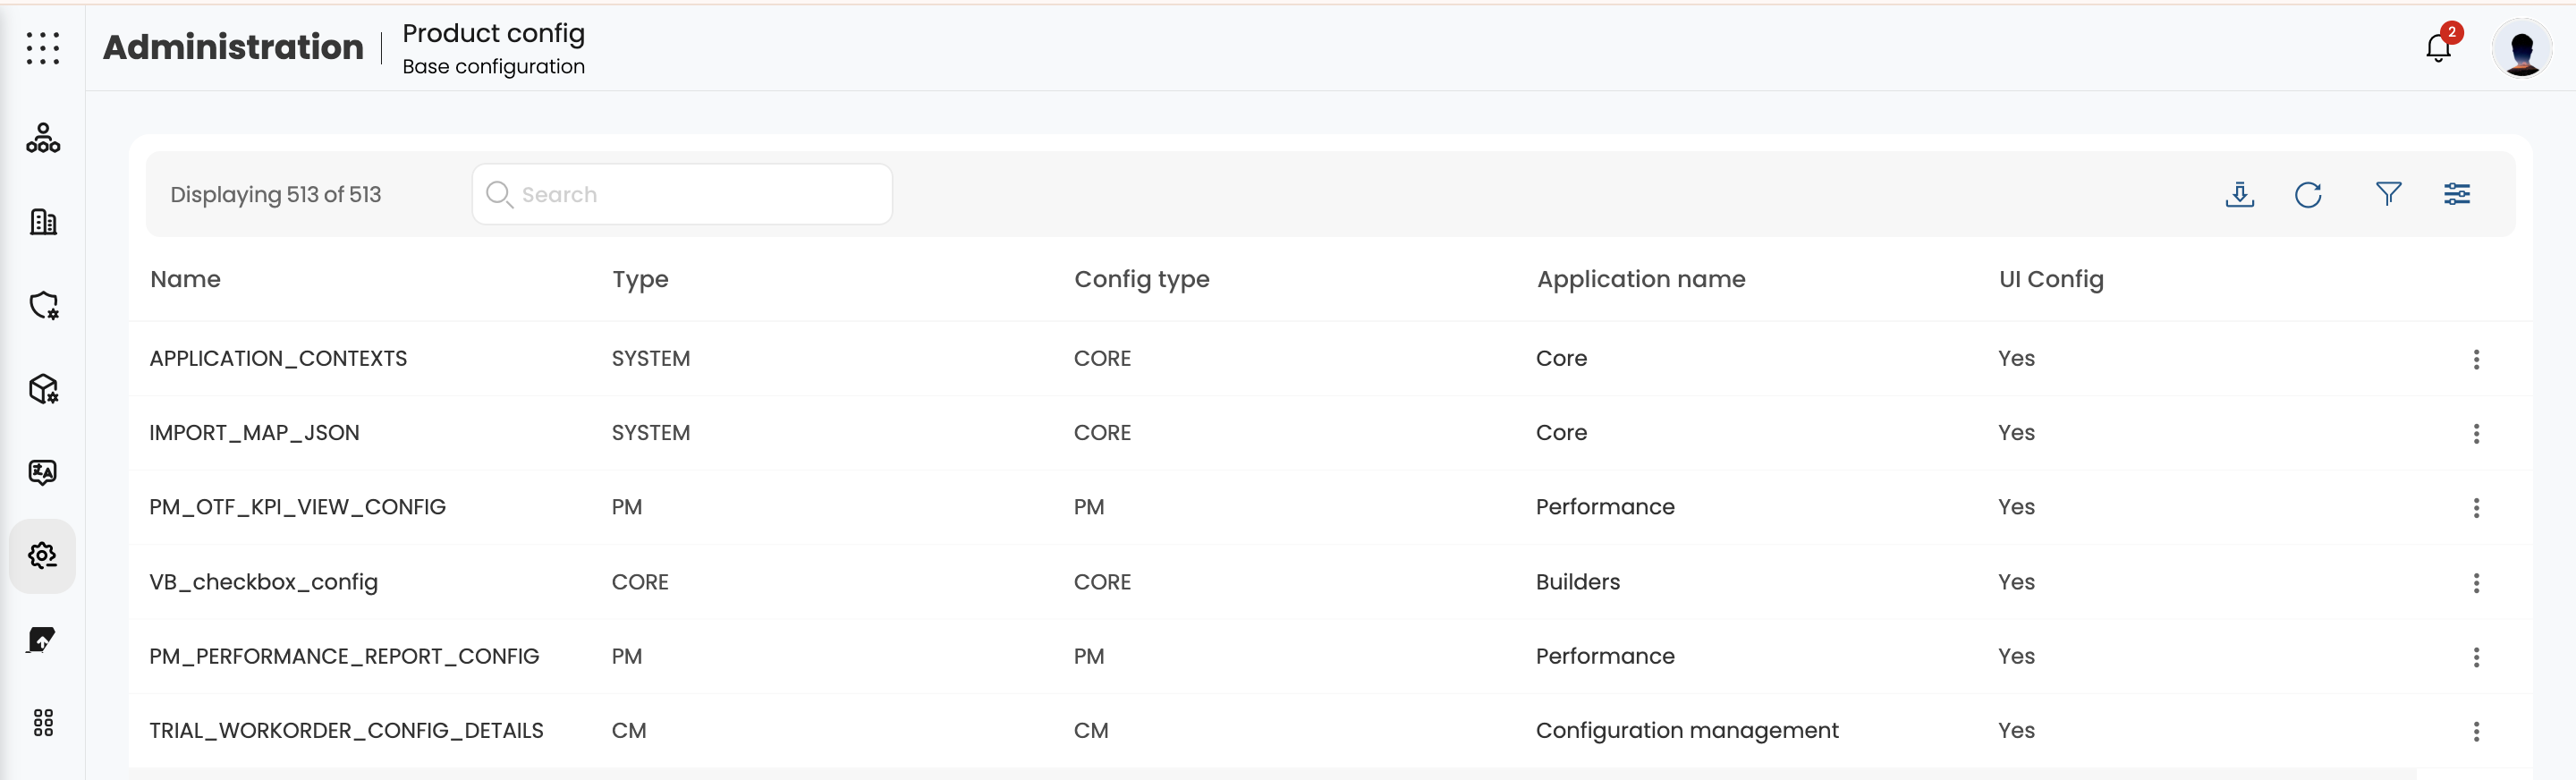 Administration
Product config
Base configuration
2
Displaying 513 of 513
Search
Name Type Config type Application name UI Config
APPLICATION_CONTEXTS SYSTEM CORE Core Yes
IMPORT_MAP_JSON SYSTEM CORE Core Yes
PM_OTF_KPI_VIEW_CONFIG PM PM Performance Yes
VB_checkbox_config CORE CORE Builders Yes
PM_PERFORMANCE_REPORT_CONFIG PM PM Performance Yes
TRIAL_WORKORDER_CONFIG_DETAILS CM CM Configuration management Yes